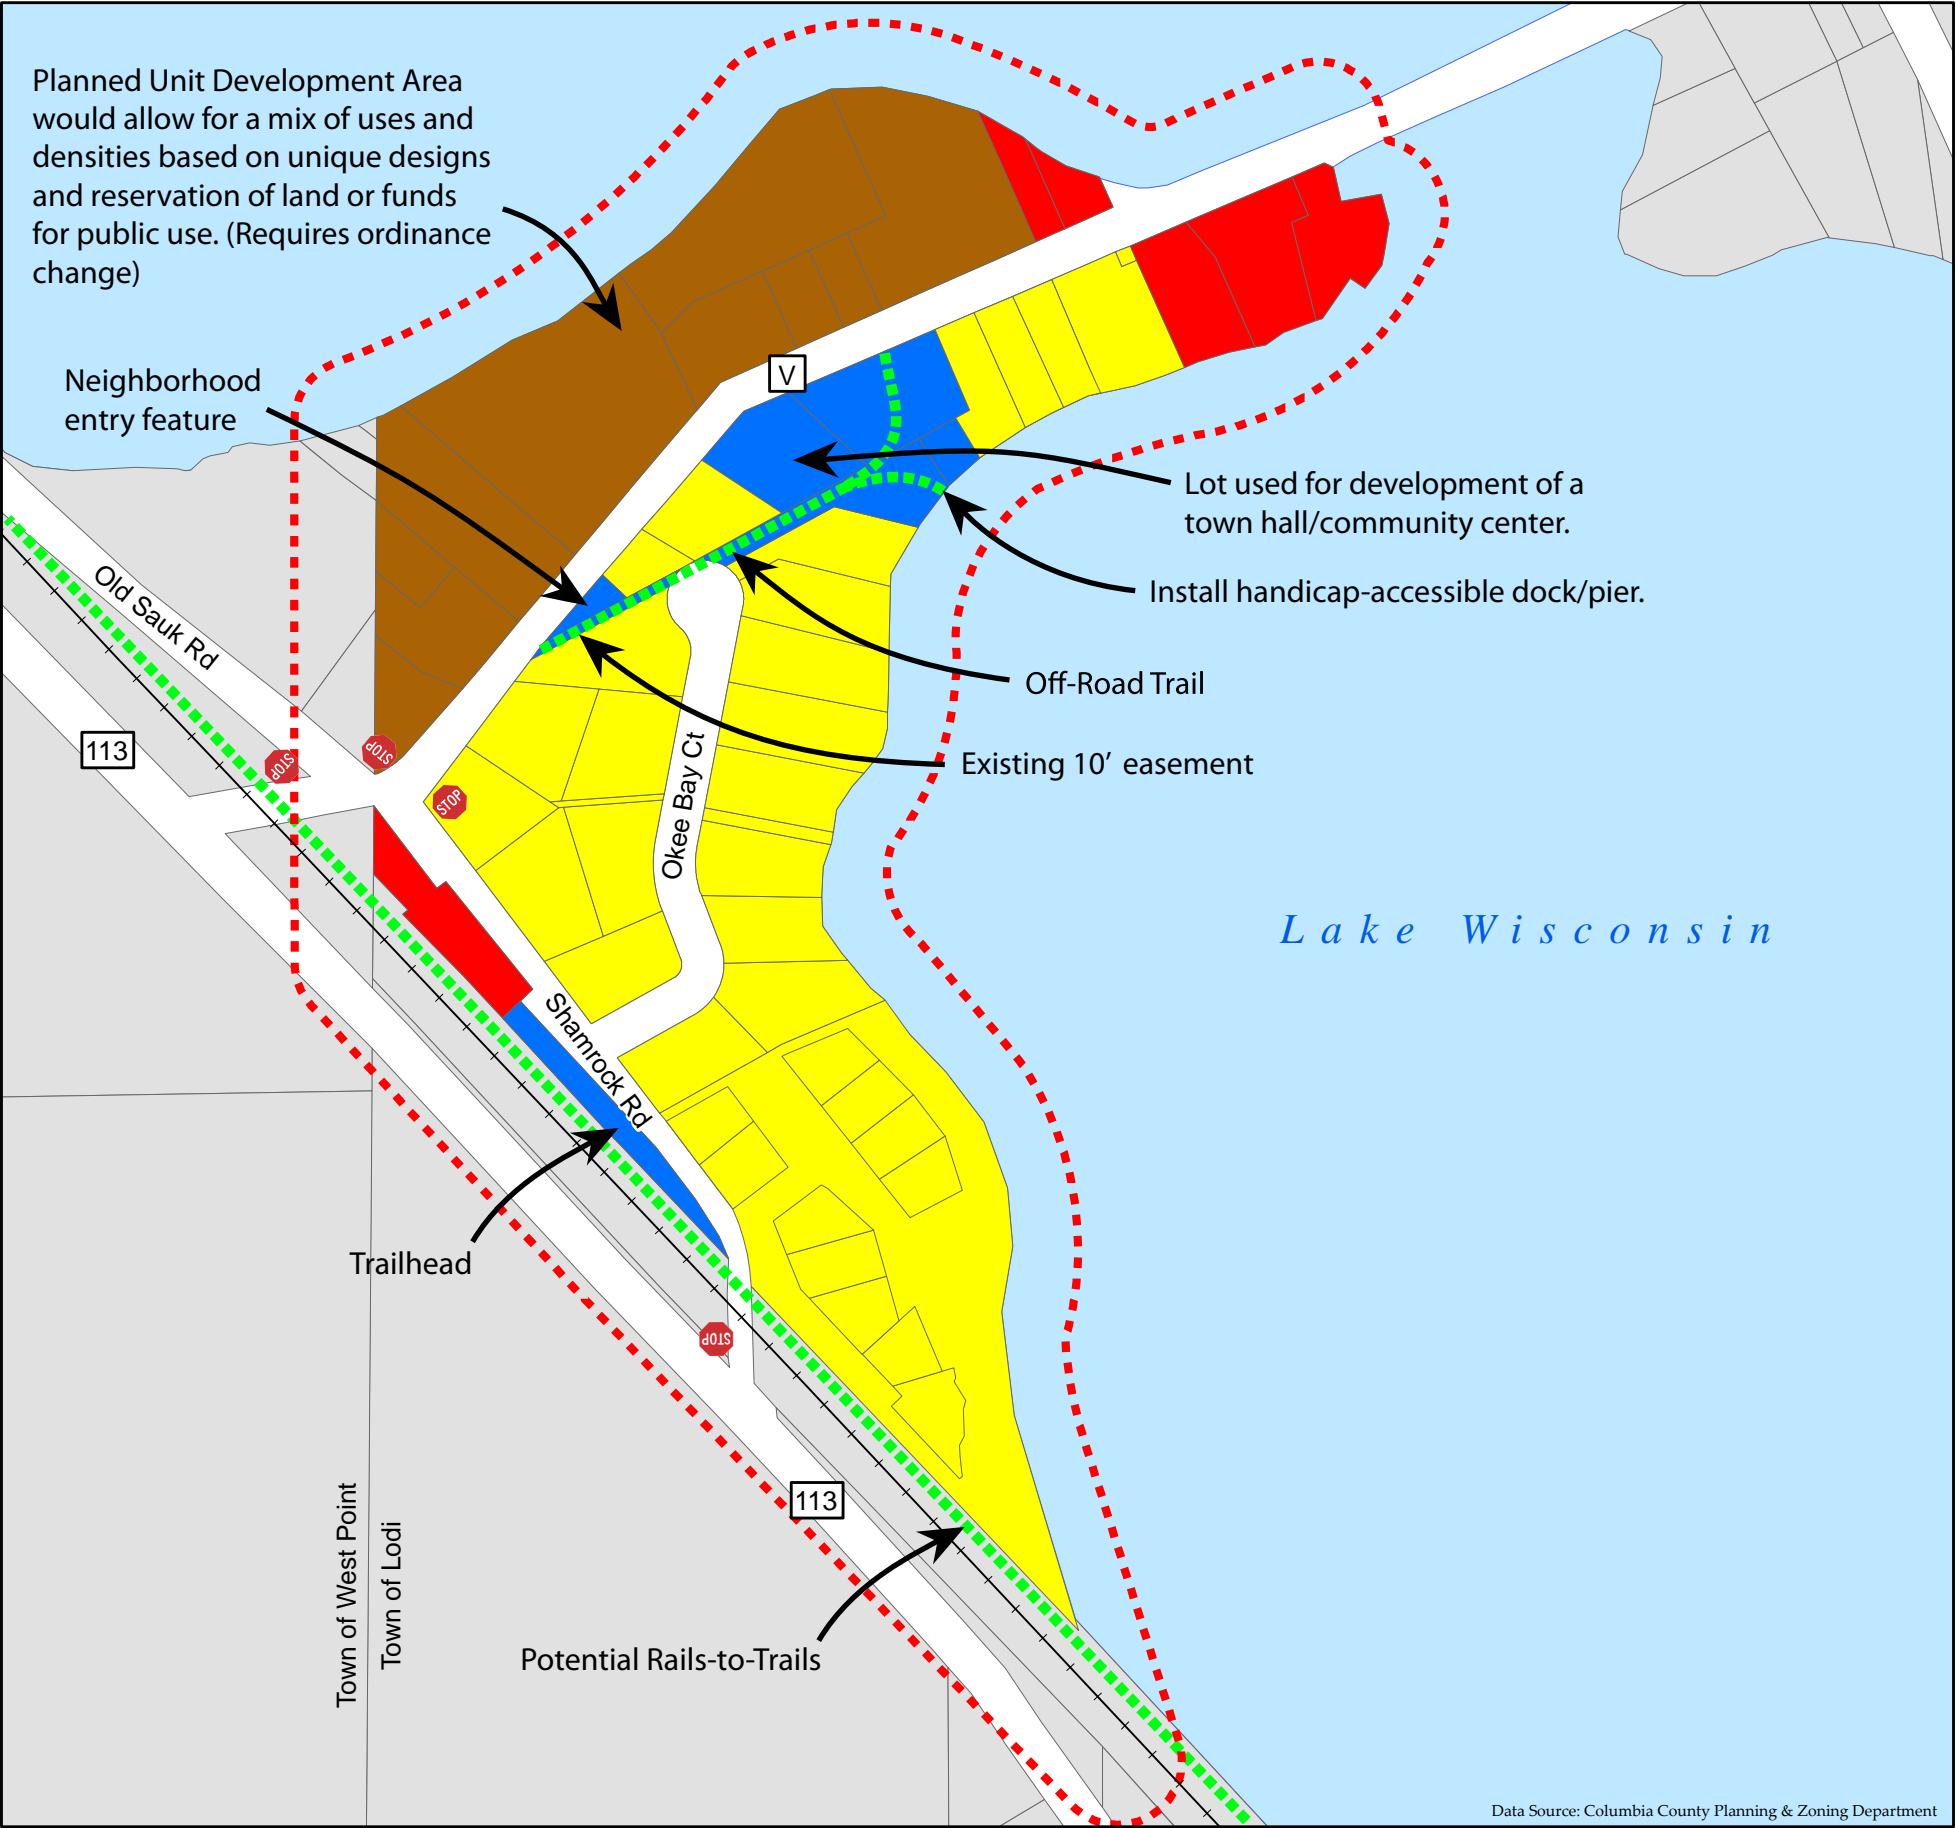 Planned Unit Development Area
would allow for a mix of uses and
densities based on unique designs
and reservation of land or funds
for public use. (Requires ordinance
change)
Neighborhood
entry feature
V
Lot used for development of a
town hall/community center.
Install handicap-accessible dock/pier.
Old Sauk Rd
Off-Road Trail
113
STOP
STOP
STOP
Existing 10’ easement
Okee Bay Ct
Lake Wisconsin
Shamrock Rd
Trailhead
STOP
113
Town of West Point
Town of Lodi
Potential Rails-to-Trails
Data Source: Columbia County Planning & Zoning Department